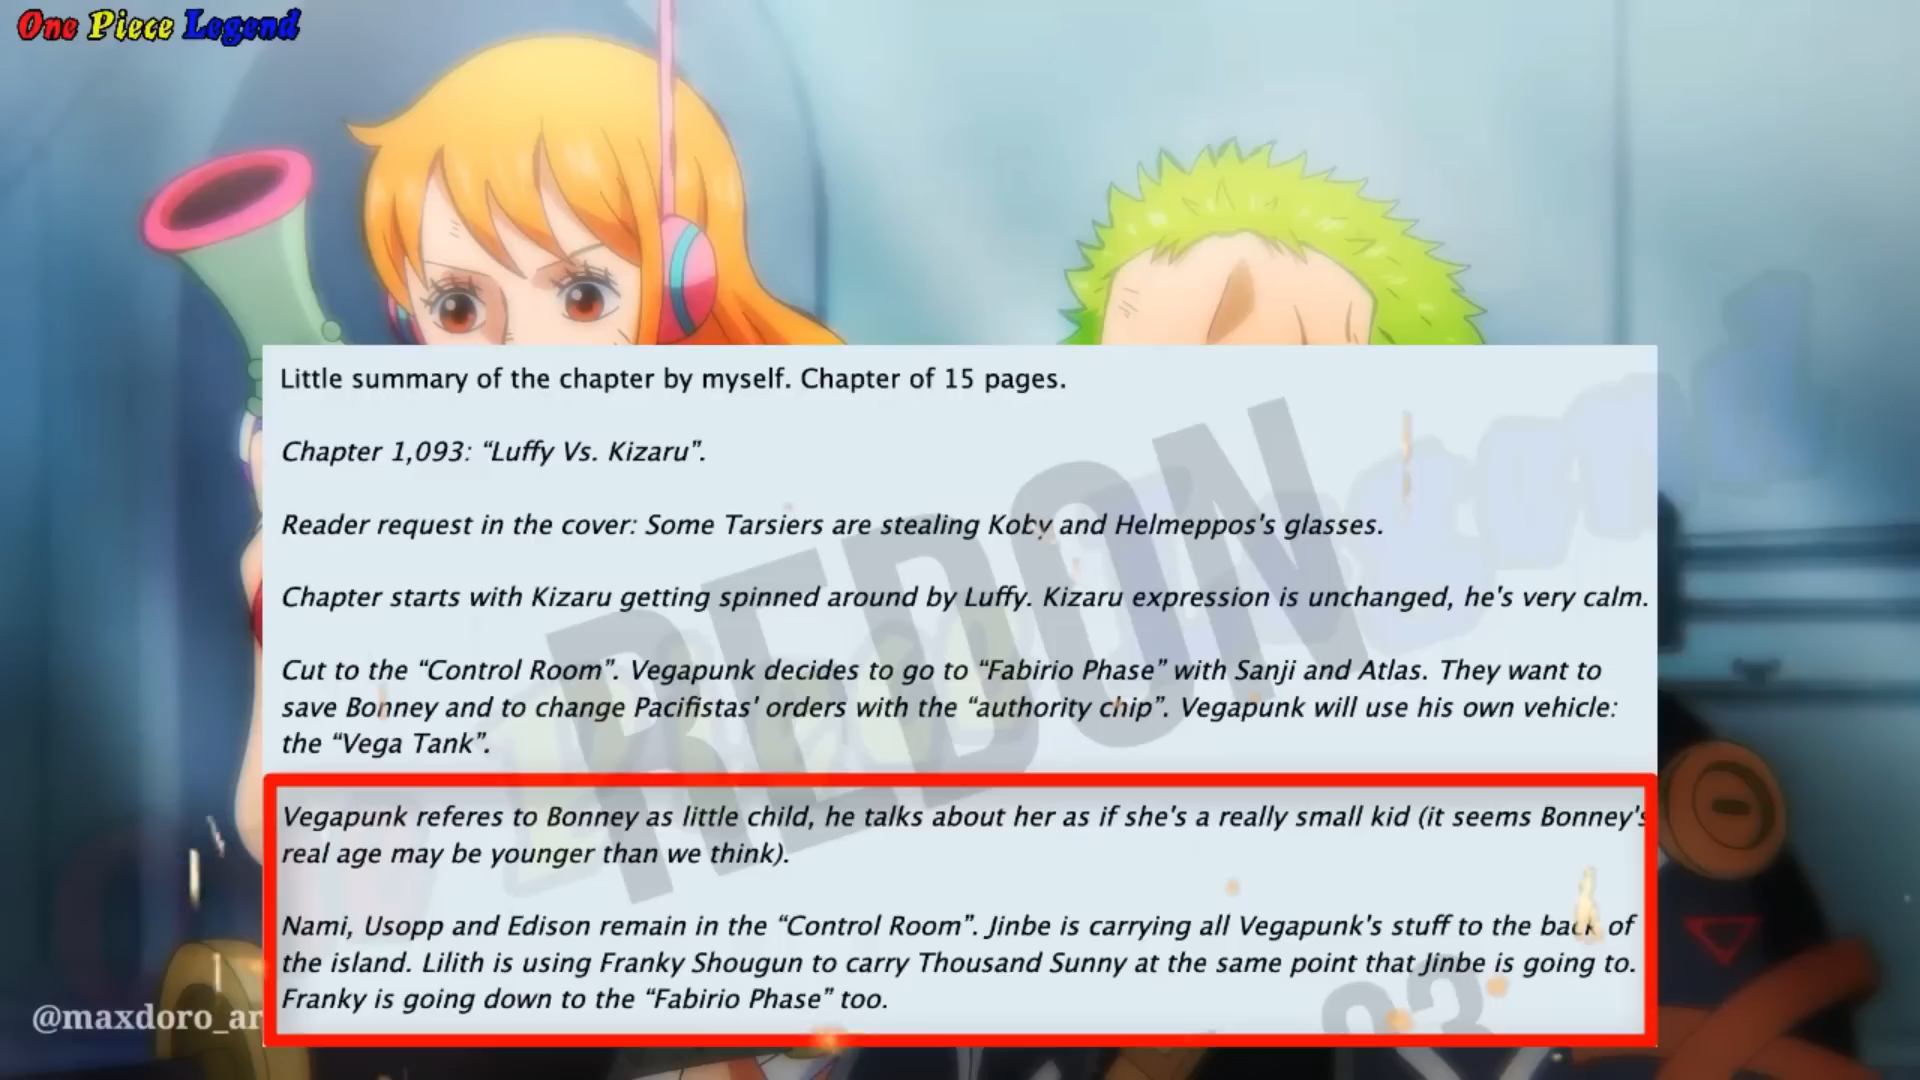 One Piece Legend
Little summary of the chapter by myself. Chapter of 15 pages.
Chapter 1,093: “Luffy Vs. Kizaru”.
Reader request in the cover: Some Tarsiers are stealing Koby and Helmeppos's glasses.
Chapter starts with Kizaru getting spinned around by Luffy. Kizaru expression is unchanged, he's very calm.
Cut to the “Control Room”. Vegapunk decides to go to “Fabirio Phase” with Sanji and Atlas. They want to
save Bonney and to change Pacifistas' orders with the “authority chip”. Vegapunk will use his own vehicle:
the “Vega Tank”.
Vegapunk referes to Bonney as little child, he talks about her as if she's a really small kid (it seems Bonney's
real age may be younger than we think).
Nami, Usopp and Edison remain in the “Control Room”. Jinbe is carrying all Vegapunk's stuff to the back of
the island. Lilith is using Franky Shougun to carry Thousand Sunny at the same point that Jinbe is going to.
Franky is going down to the “Fabirio Phase” too.
REDON
@maxdoro_ar